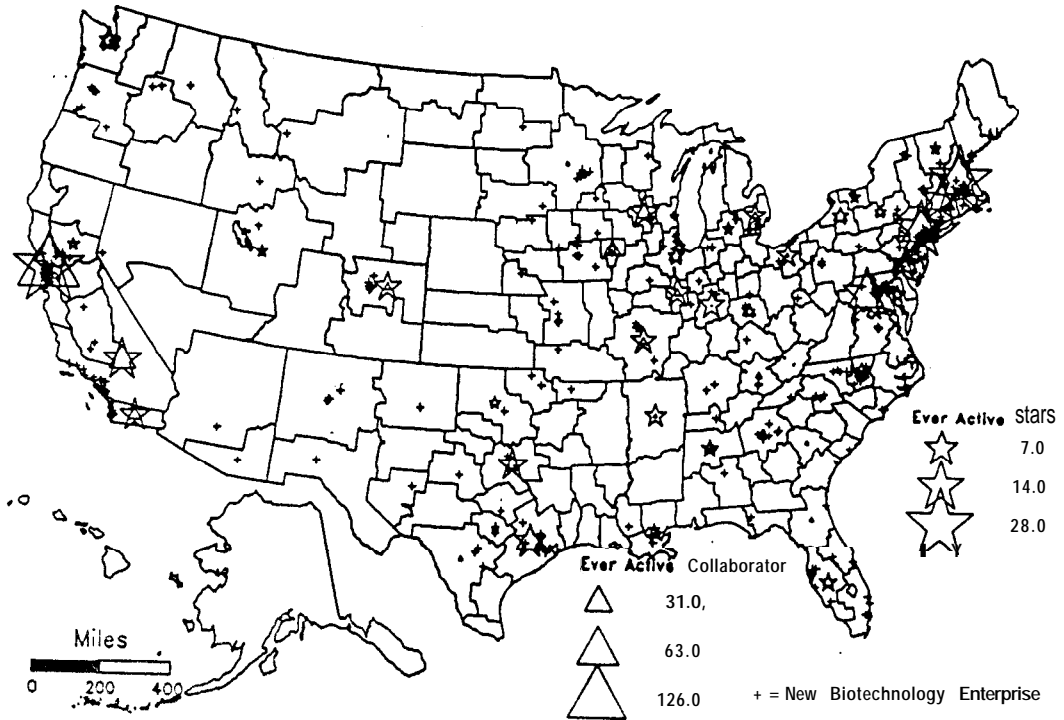 Ever Active stars
7.0
14.0
28.0
Ever Active Collaborator
31.0,
63.0
126.0
+ = New Biotechnology Enterprise
Miles
0 200 400